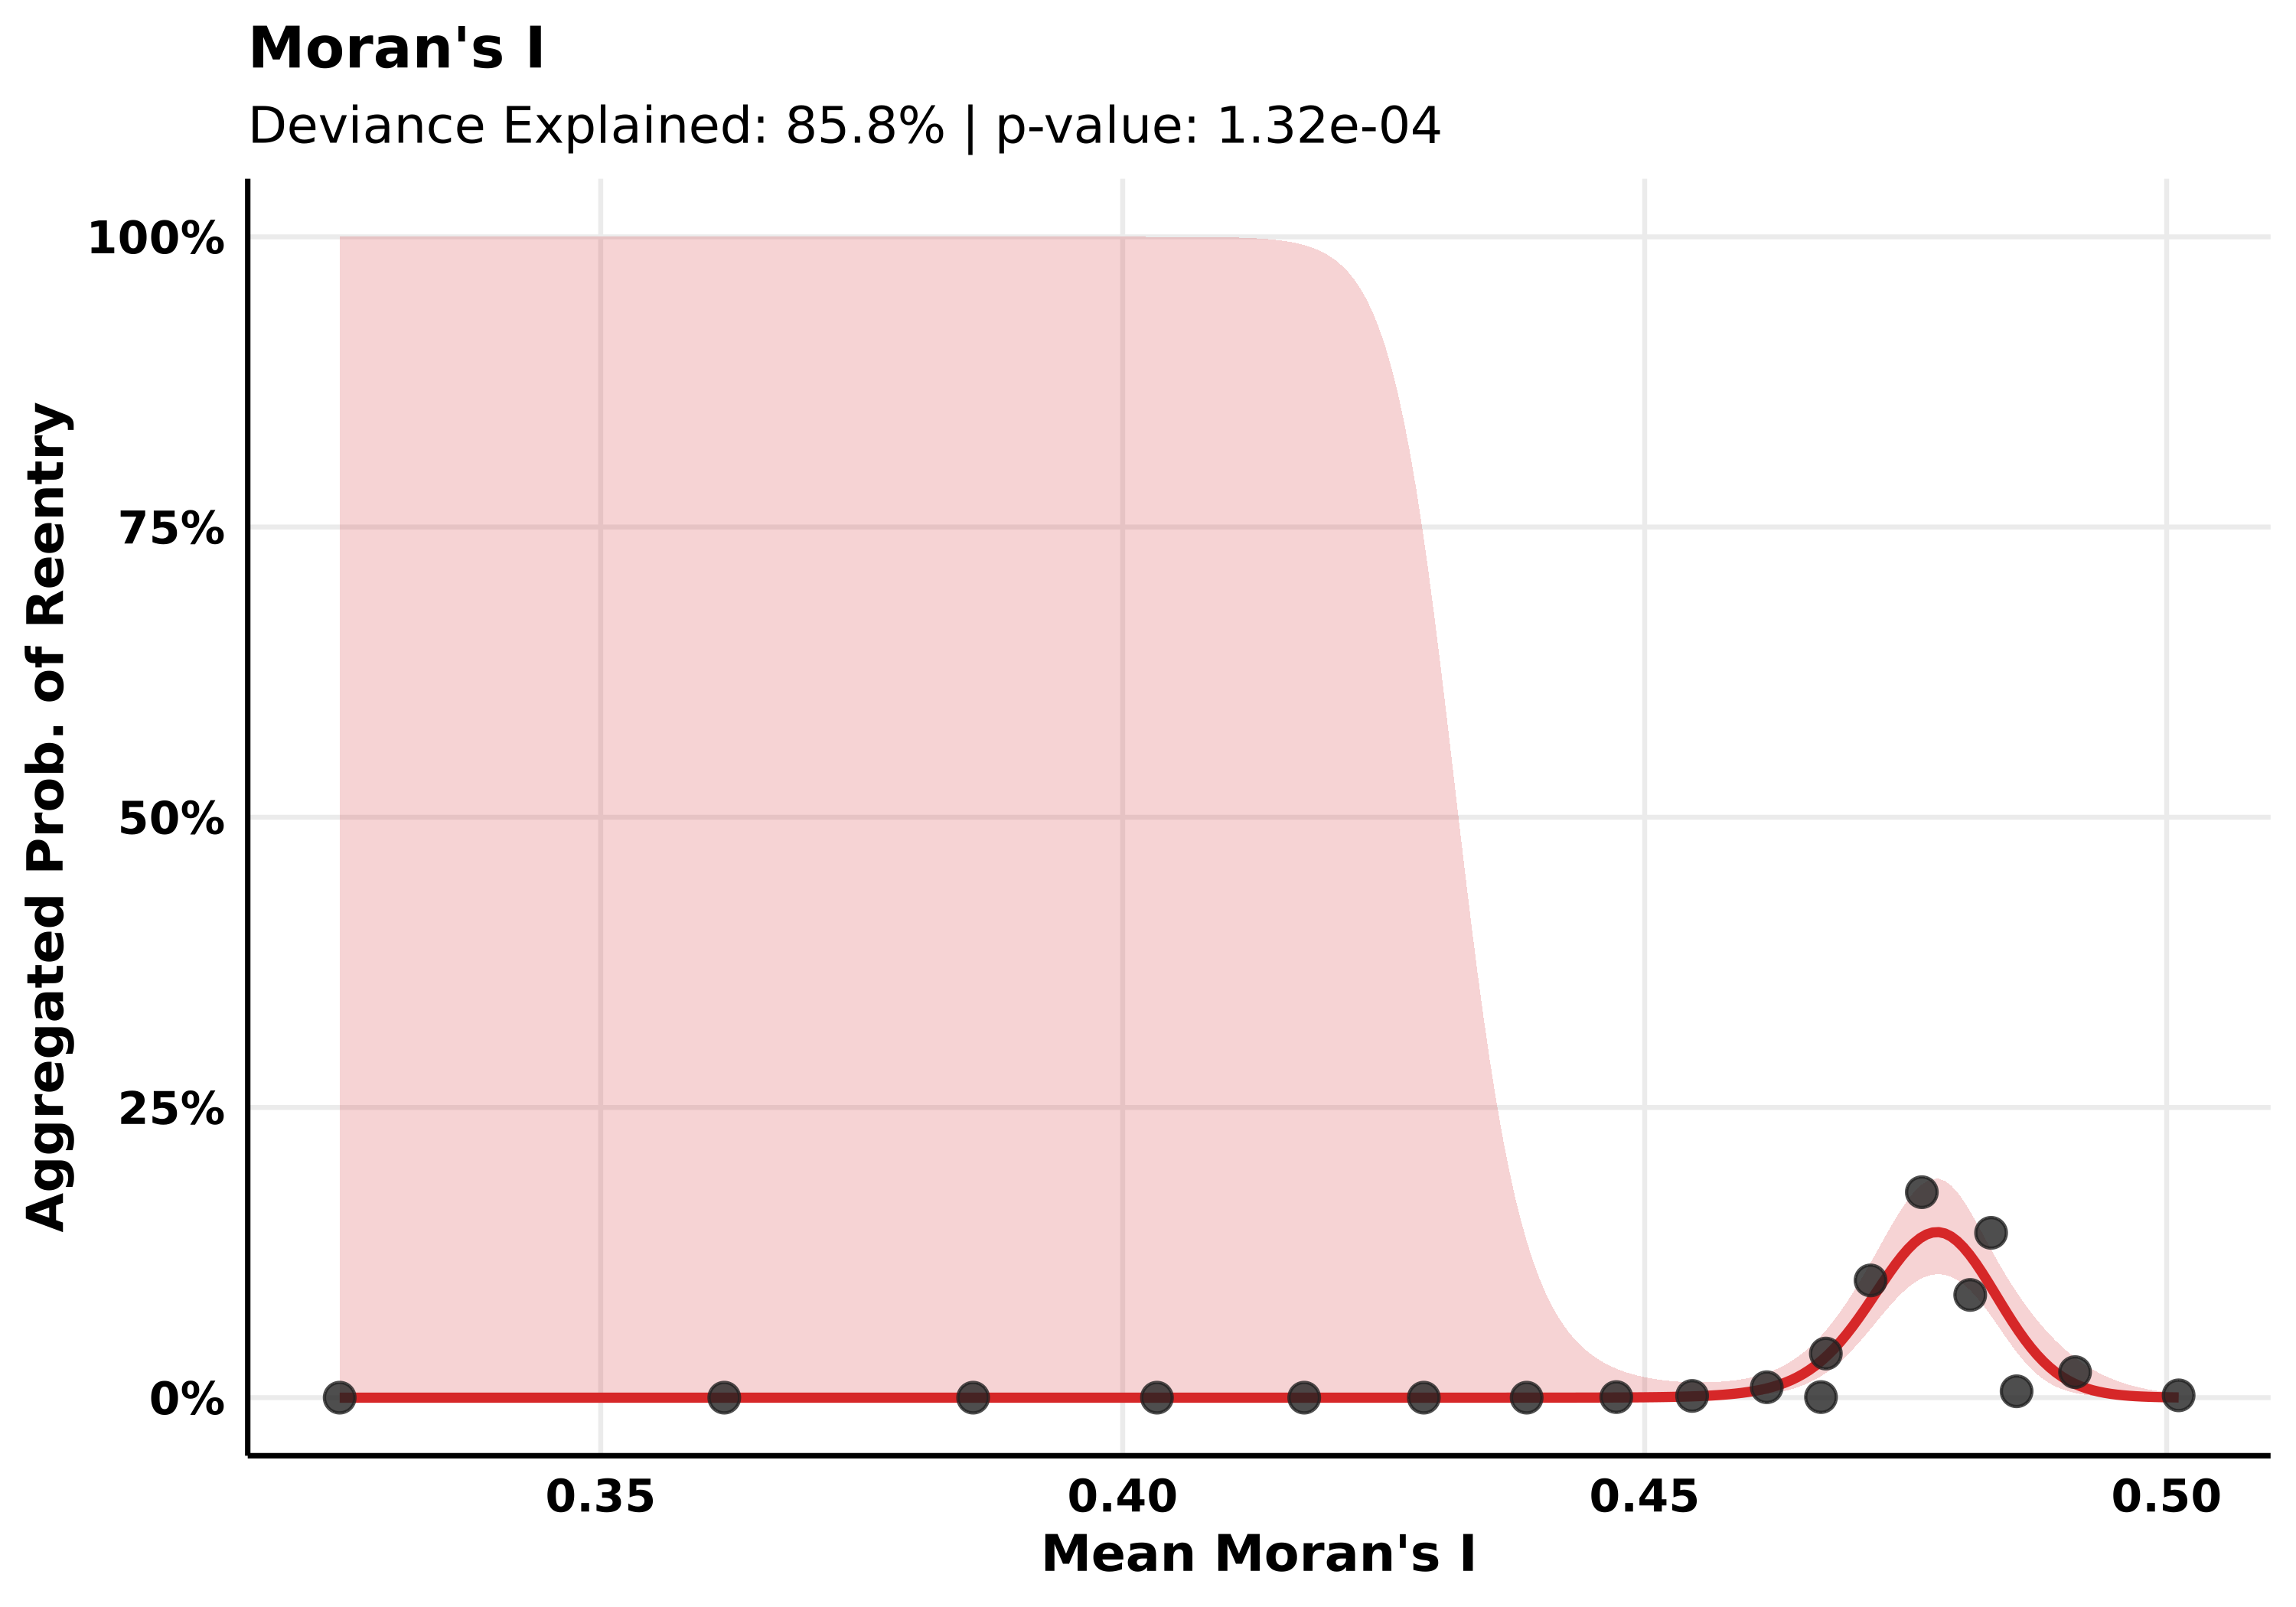 Moran's I
Deviance Explained: 85.8% | p-value: 1.32e-04
Aggregated Prob. of Reentry
100%
75%
50%
25%
0%
0.35 0.40 0.45 0.50
Mean Moran's I